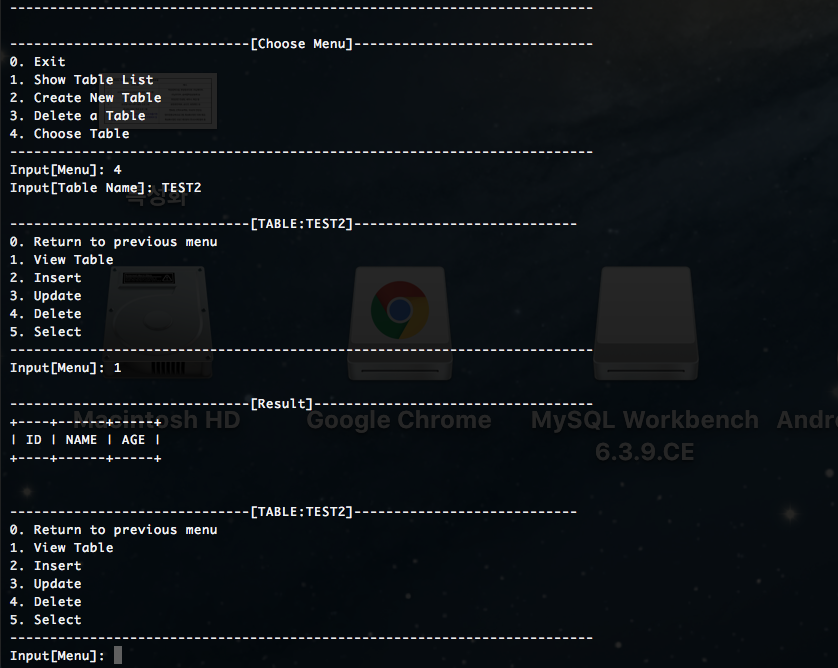 --------------------------------------------------------------------------
------------------------------[Choose Menu]------------------------------
0. Exit
1. Show Table List
2. Create New Table
3. Delete a Table
4. Choose Table
--------------------------------------------------------------------------
Input[Menu]: 4
Input[Table Name]: TEST2
------------------------------[TABLE:TEST2]----------------------------
0. Return to previous menu
1. View Table
2. Insert
3. Update
4. Delete
5. Select
--------------------------------------------------------------------------
Input[Menu]: 1
------------------------------[Result]-----------------------------------
+----+------+-----+
| ID | NAME | AGE |
+----+------+-----+
Macintosh HD
Google Chrome
MySQL Workbench
6.3.9.CE
------------------------------[TABLE:TEST2]----------------------------
0. Return to previous menu
1. View Table
2. Insert
3. Update
4. Delete
5. Select
--------------------------------------------------------------------------
Input[Menu]: